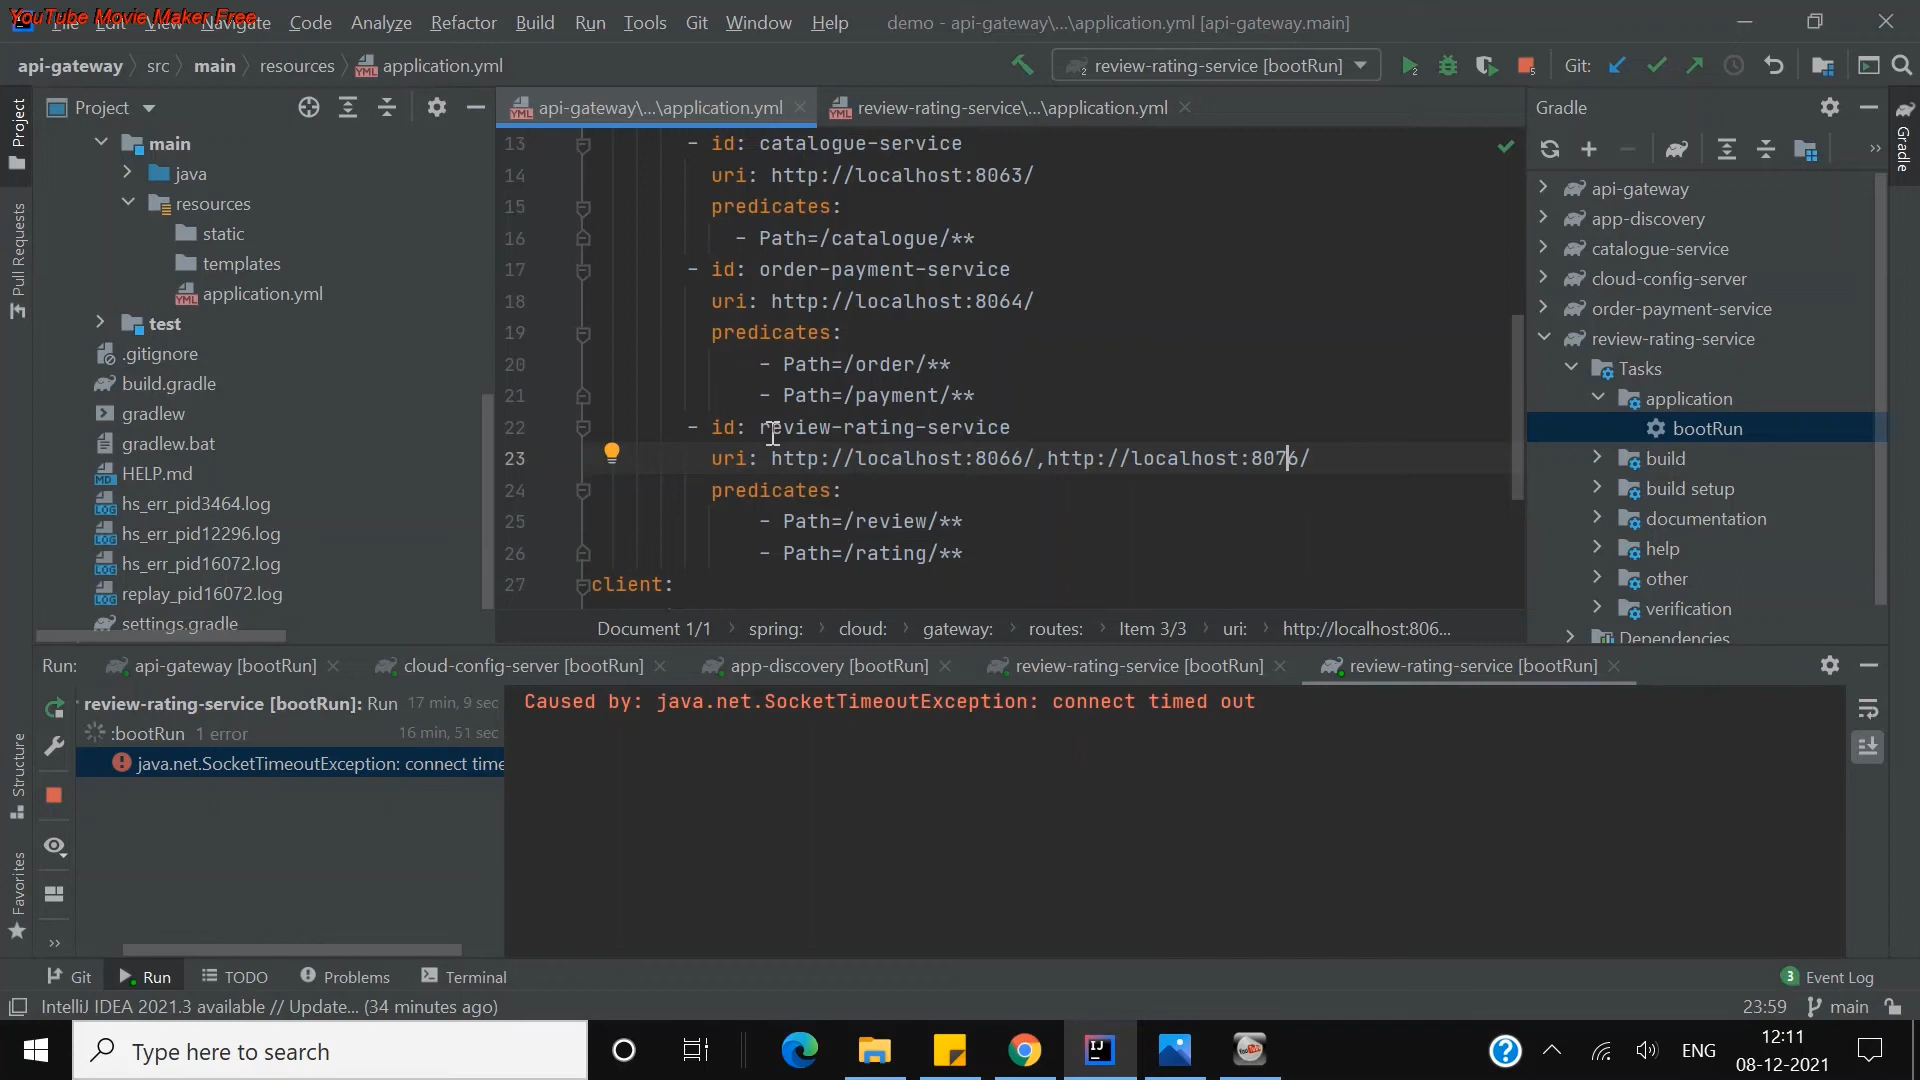 YouTube Movie Maker Free
File Edit View Navigate Code Analyze Refactor Build Run Tools Git Window Help demo - api-gateway\...\application.yml [api-gateway.main]
api-gateway src main resources application.yml
review-rating-service [bootRun]
Git:
Project
api-gateway\...\application.yml
review-rating-service\...\application.yml
Gradle
Project
Pull Requests
Structure
Favorites
Gradle
main
java
resources
static
templates
application.yml
test
.gitignore
build.gradle
gradlew
gradlew.bat
HELP.md
hs_err_pid3464.log
hs_err_pid12296.log
hs_err_pid16072.log
replay_pid16072.log
settings.gradle
13 - id: catalogue-service
14 uri: http://localhost:8063/
15 predicates:
16 - Path=/catalogue/**
17 - id: order-payment-service
18 uri: http://localhost:8064/
19 predicates:
20 - Path=/order/**
21 - Path=/payment/**
22 - id: review-rating-service
23 uri: http://localhost:8066/,http://localhost:8076/
24 predicates:
25 - Path=/review/**
26 - Path=/rating/**
27 client:
Document 1/1 spring: cloud: gateway: routes: Item 3/3 uri: http://localhost:806...
api-gateway
app-discovery
catalogue-service
cloud-config-server
order-payment-service
review-rating-service
Tasks
application
bootRun
build
build setup
documentation
help
other
verification
Dependencies
Run: api-gateway [bootRun] cloud-config-server [bootRun] app-discovery [bootRun] review-rating-service [bootRun] review-rating-service [bootRun]
review-rating-service [bootRun]: Run 17 min, 9 sec
:bootRun 1 error 16 min, 51 sec
java.net.SocketTimeoutException: connect time
Caused by: java.net.SocketTimeoutException: connect timed out
Git Run TODO Problems Terminal 3 Event Log
IntelliJ IDEA 2021.3 available // Update... (34 minutes ago) 23:59 main
Type here to search
ENG
12:11
08-12-2021